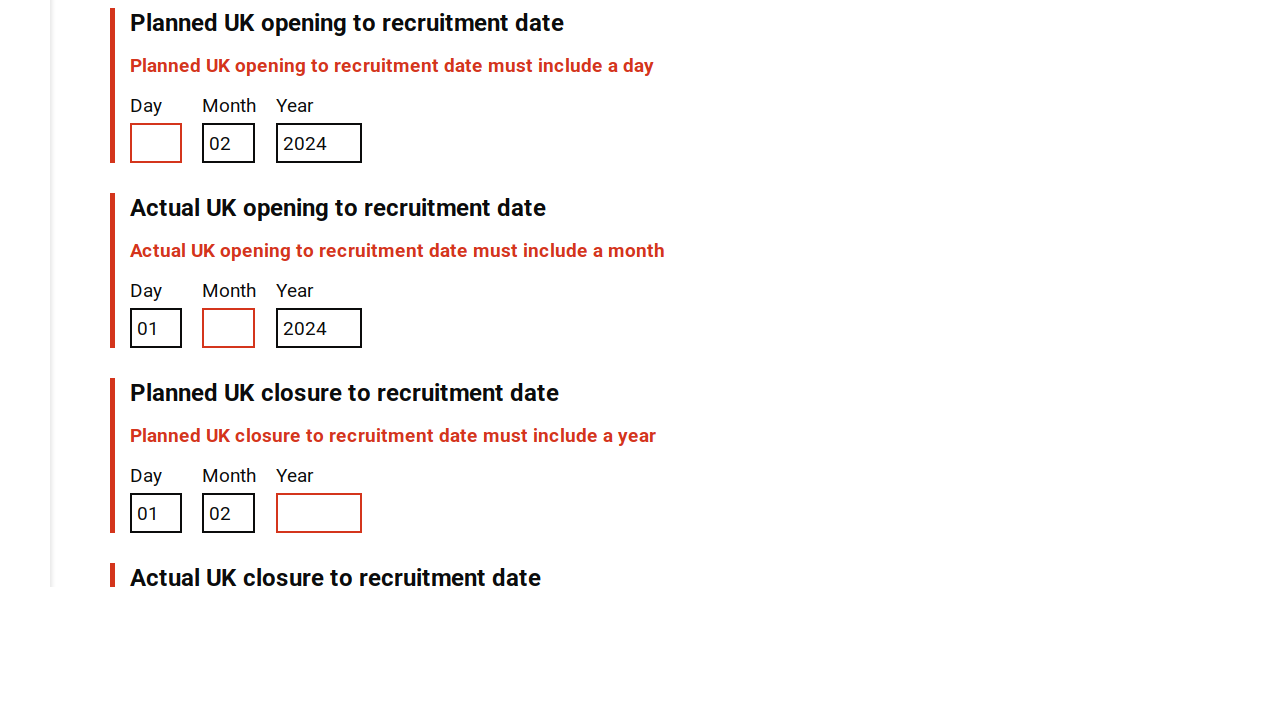 Planned UK opening to recruitment date
Planned UK opening to recruitment date must include a day
Day Month Year
02 2024
Actual UK opening to recruitment date
Actual UK opening to recruitment date must include a month
Day Month Year
01 2024
Planned UK closure to recruitment date
Planned UK closure to recruitment date must include a year
Day Month Year
01 02
Actual UK closure to recruitment date